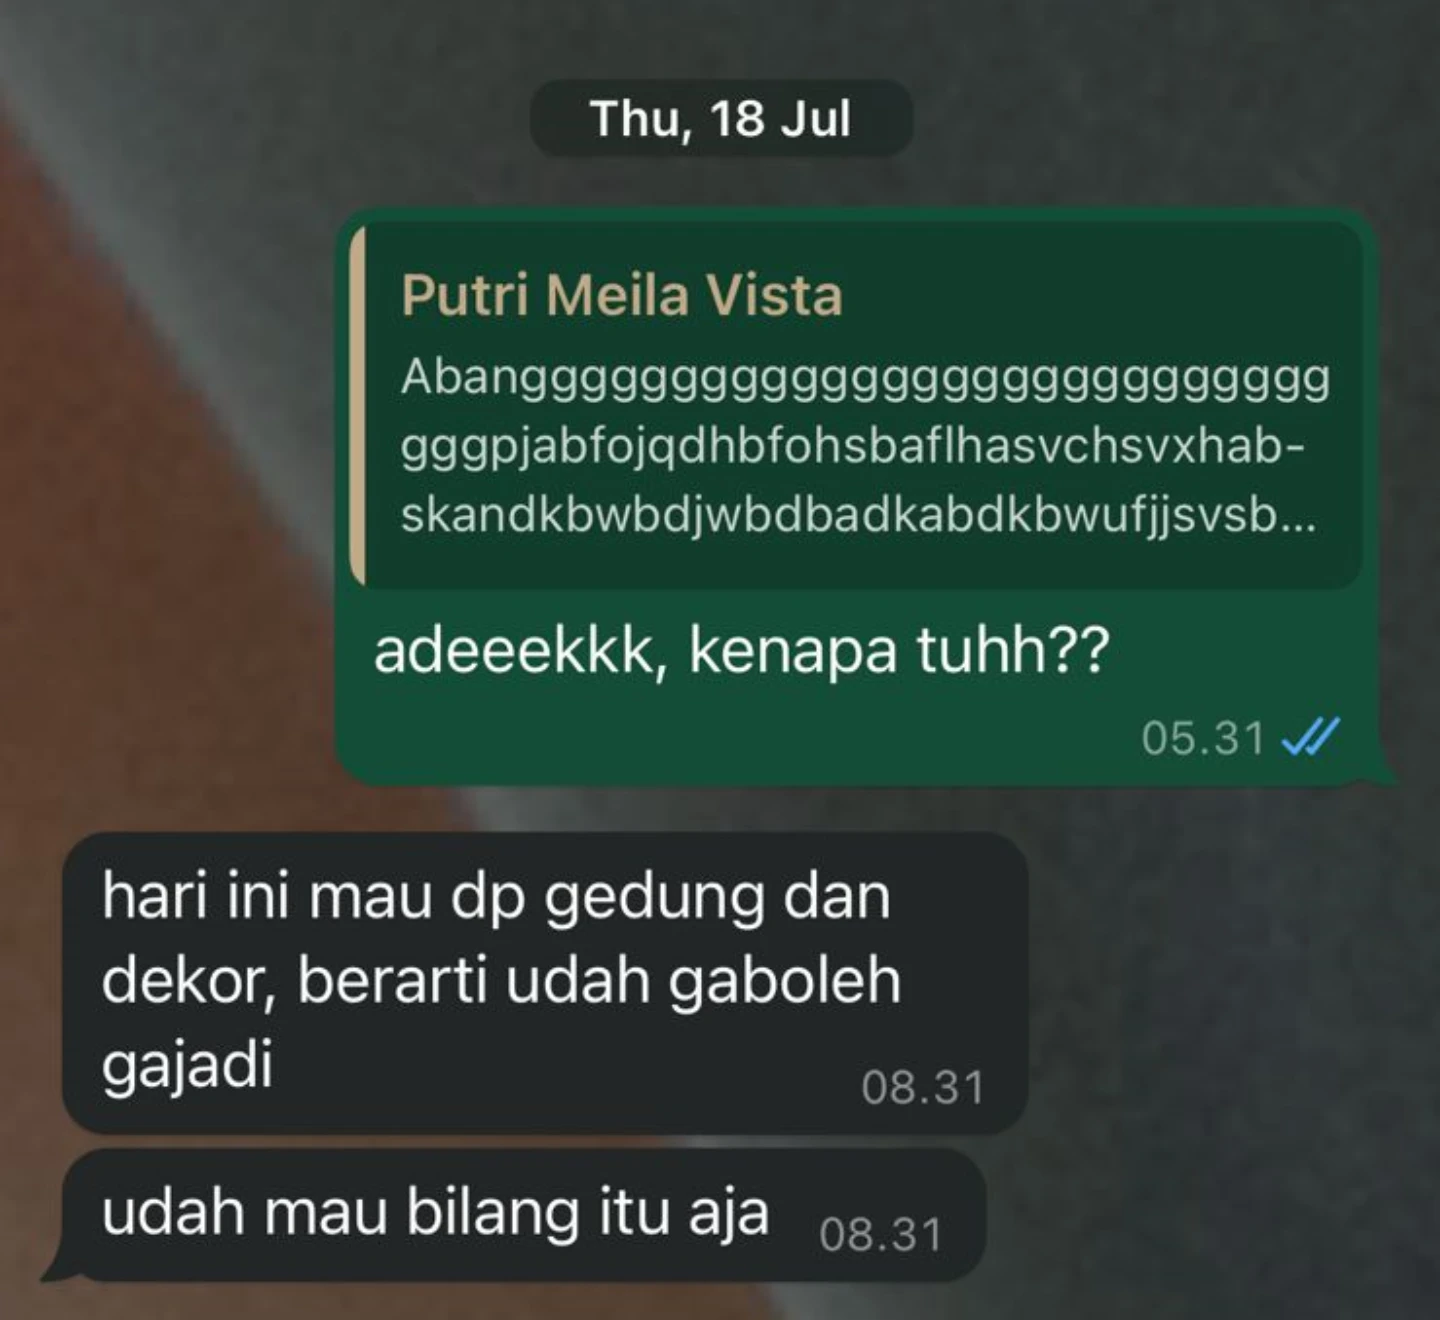 Thu, 18 Jul
Putri Meila Vista
Abanggggggggggggggggggggggggggg
gggpjabfojqdhbfohsbaflhasvchsvxhab-
skandkbwbdjwbdbadkabdkbwufjjsvsb...
adeeekkk, kenapa tuhh??
05.31
hari ini mau dp gedung dan
dekor, berarti udah gaboleh
gajadi
08.31
udah mau bilang itu aja 08.31